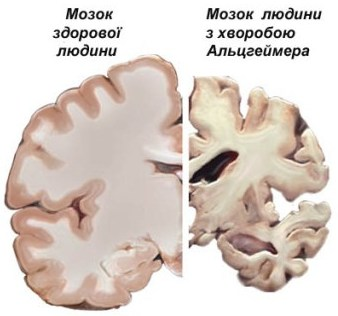 Мозок
здорової
людини
Мозок людини
з хворобою
Альцгеймера